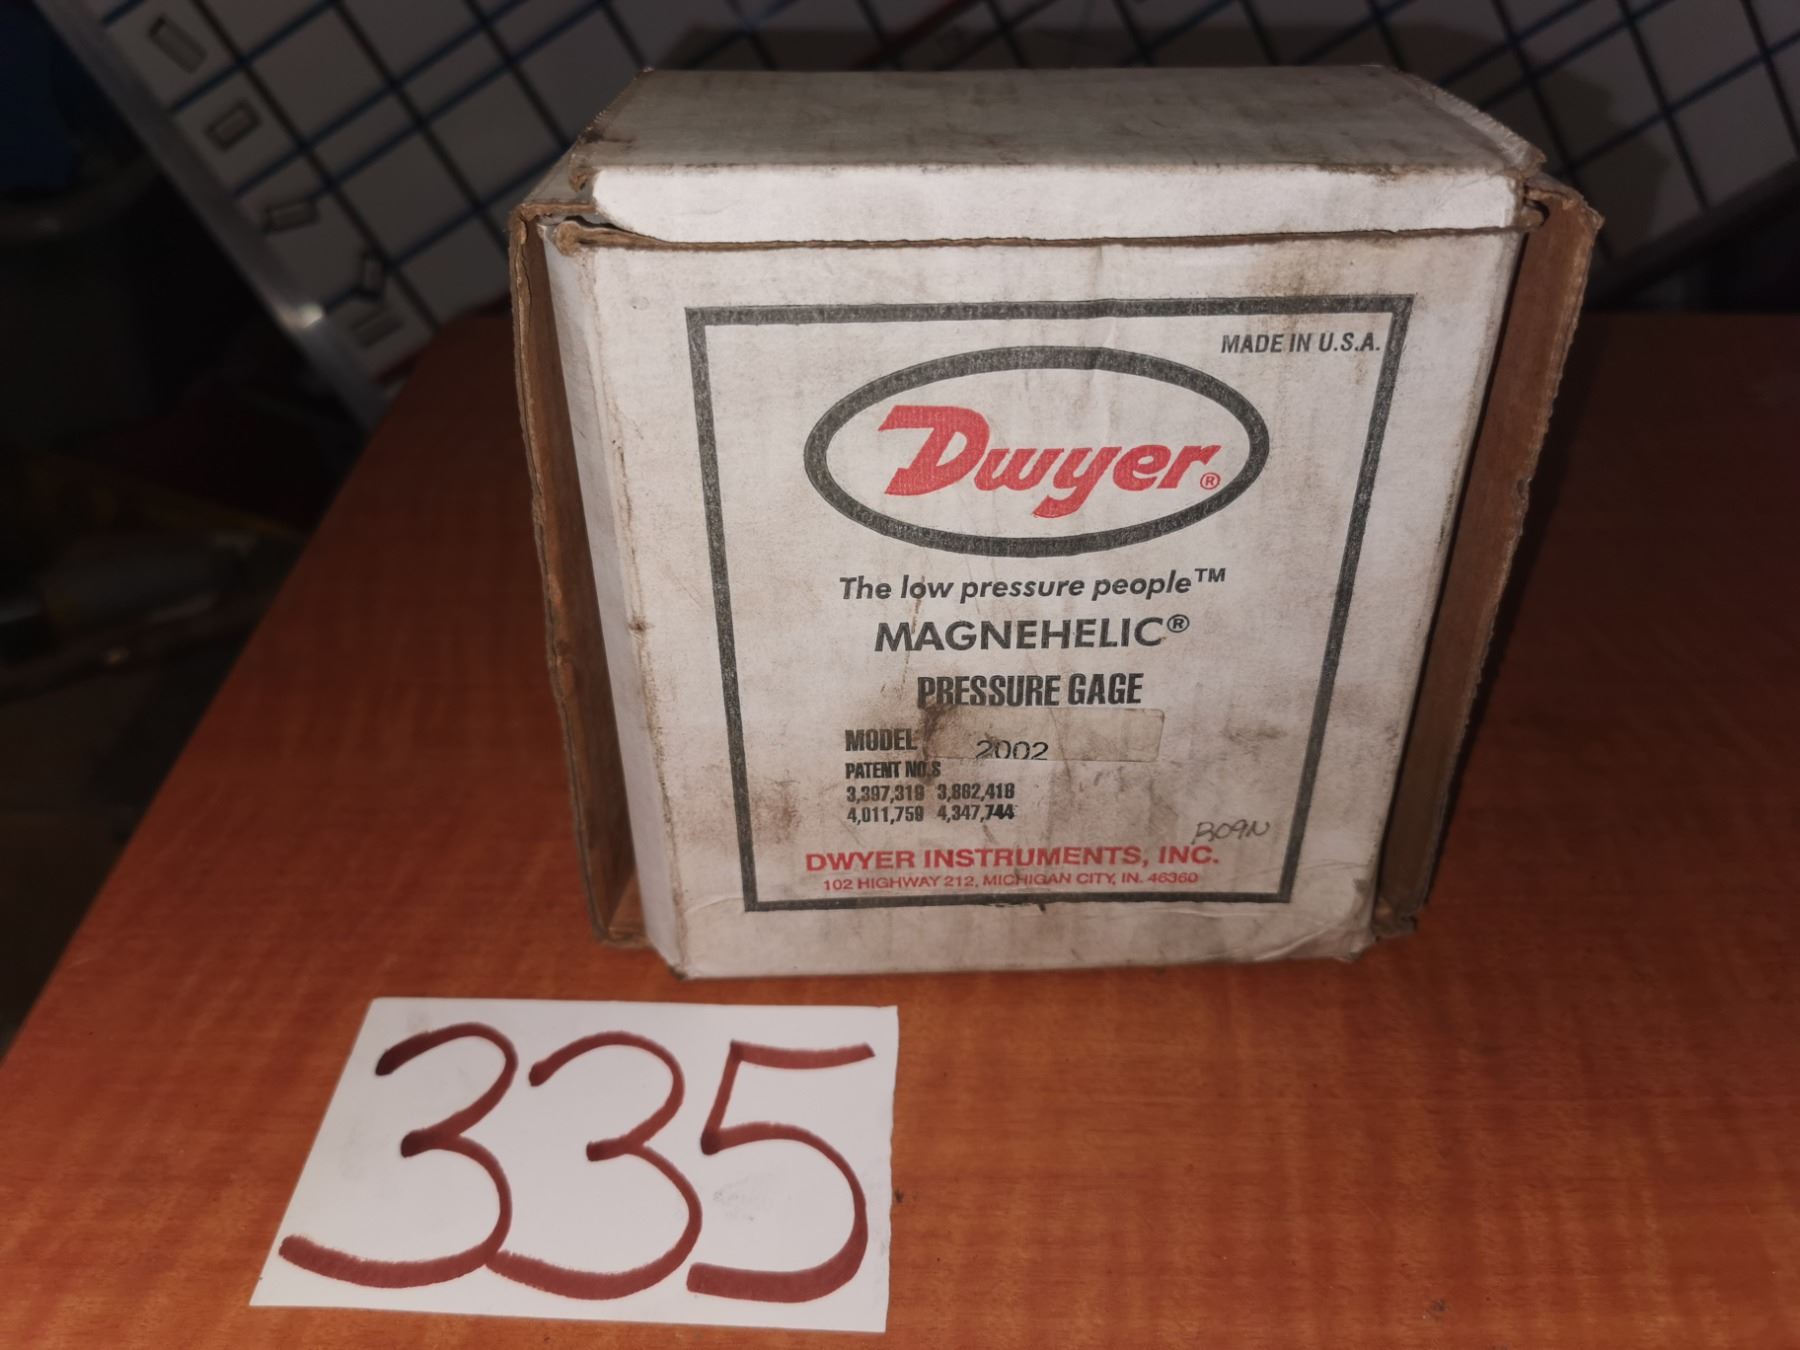 MADE IN U.S.A.
Dwyer®
The low pressure people™
MAGNEHELIC®
PRESSURE GAGE
MODEL 2002
PATENT NO.S
3,397,319 3,862,416
4,011,759 4,347,744
B09N
DWYER INSTRUMENTS, INC.
102 HIGHWAY 212, MICHIGAN CITY, IN. 46360
335